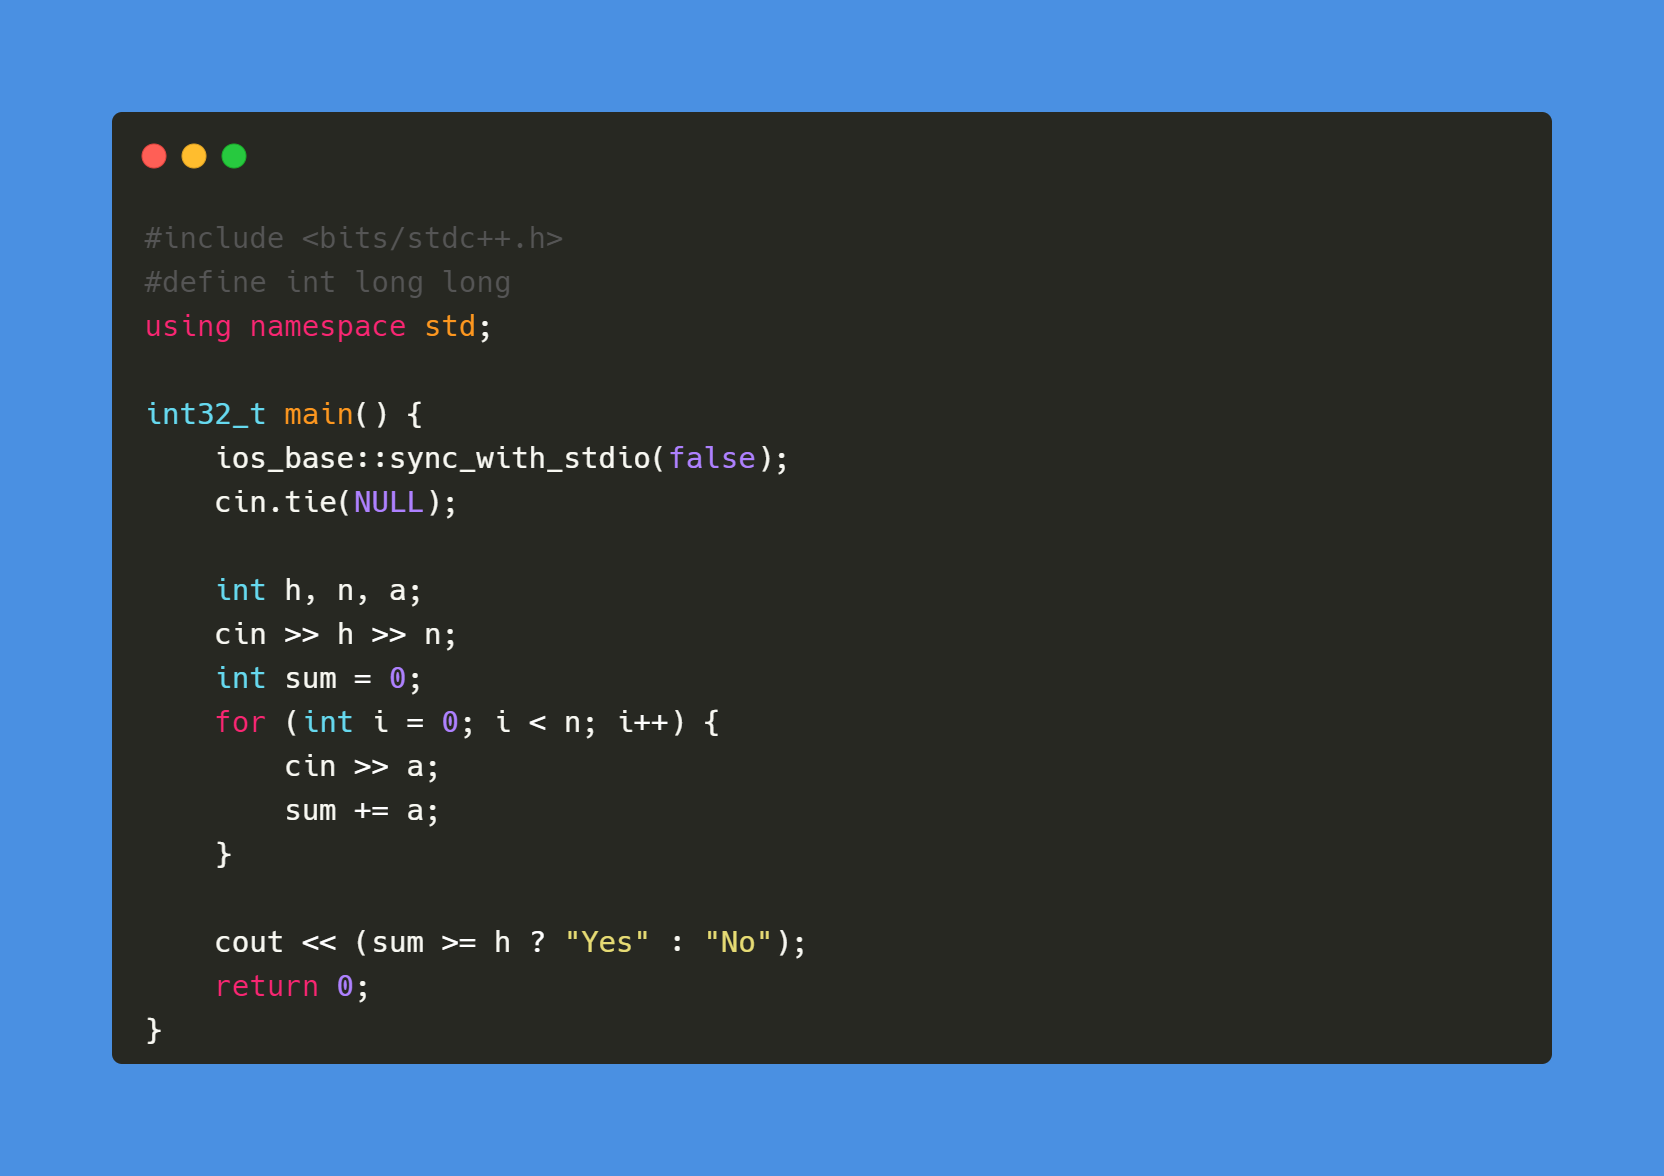 #include <bits/stdc++.h>
#define int long long
using namespace std;

int32_t main() {
    ios_base::sync_with_stdio(false);
    cin.tie(NULL);

    int h, n, a;
    cin >> h >> n;
    int sum = 0;
    for (int i = 0; i < n; i++) {
        cin >> a;
        sum += a;
    }

    cout << (sum >= h ? "Yes" : "No");
    return 0;
}